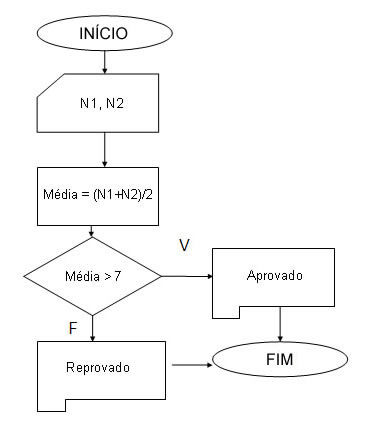 INÍCIO
N1, N2
Média = (N1+N2)/2
Média > 7
V
Aprovado
F
Reprovado
FIM